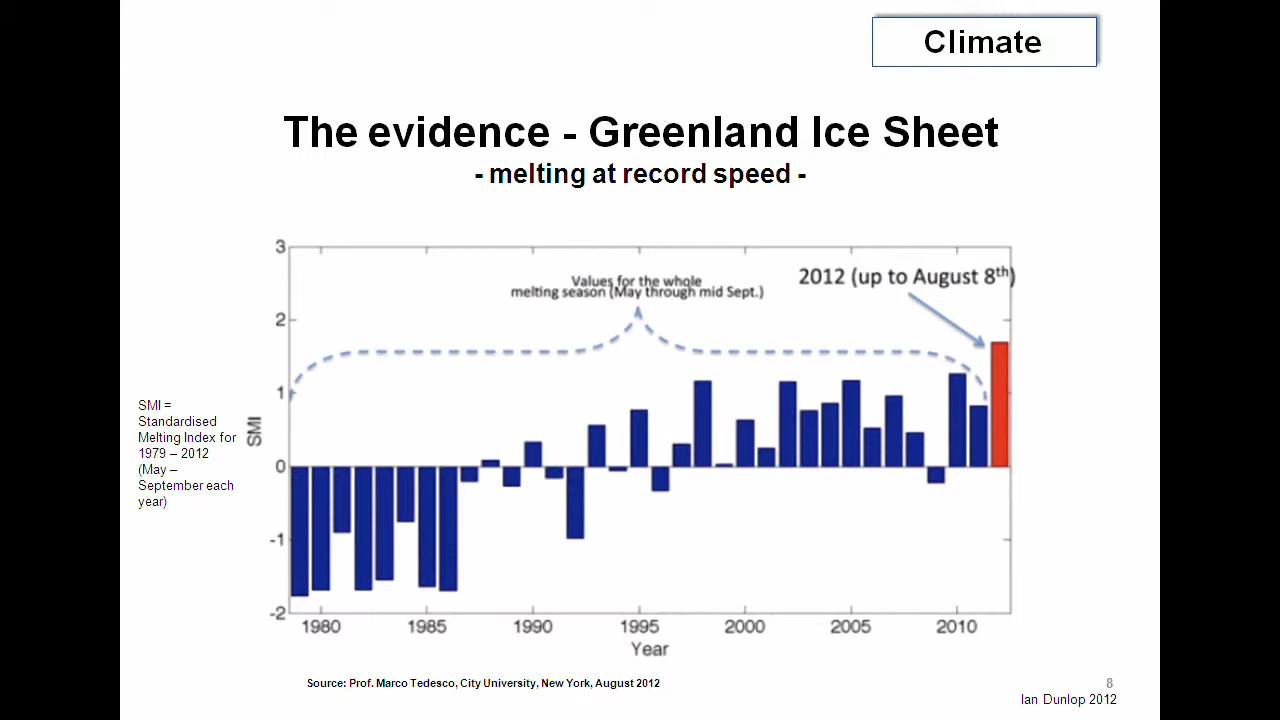 Climate
The evidence - Greenland Ice Sheet
- melting at record speed -
3
2
1
0
-1
-2
SMI
Values for the whole
melting season (May through mid Sept.)
2012 (up to August 8th)
SMI =
Standardised
Melting Index for
1979 – 2012
(May –
September each
year)
1980 1985 1990 1995 2000 2005 2010
Year
Source: Prof. Marco Tedesco, City University, New York, August 2012
8
Ian Dunlop 2012